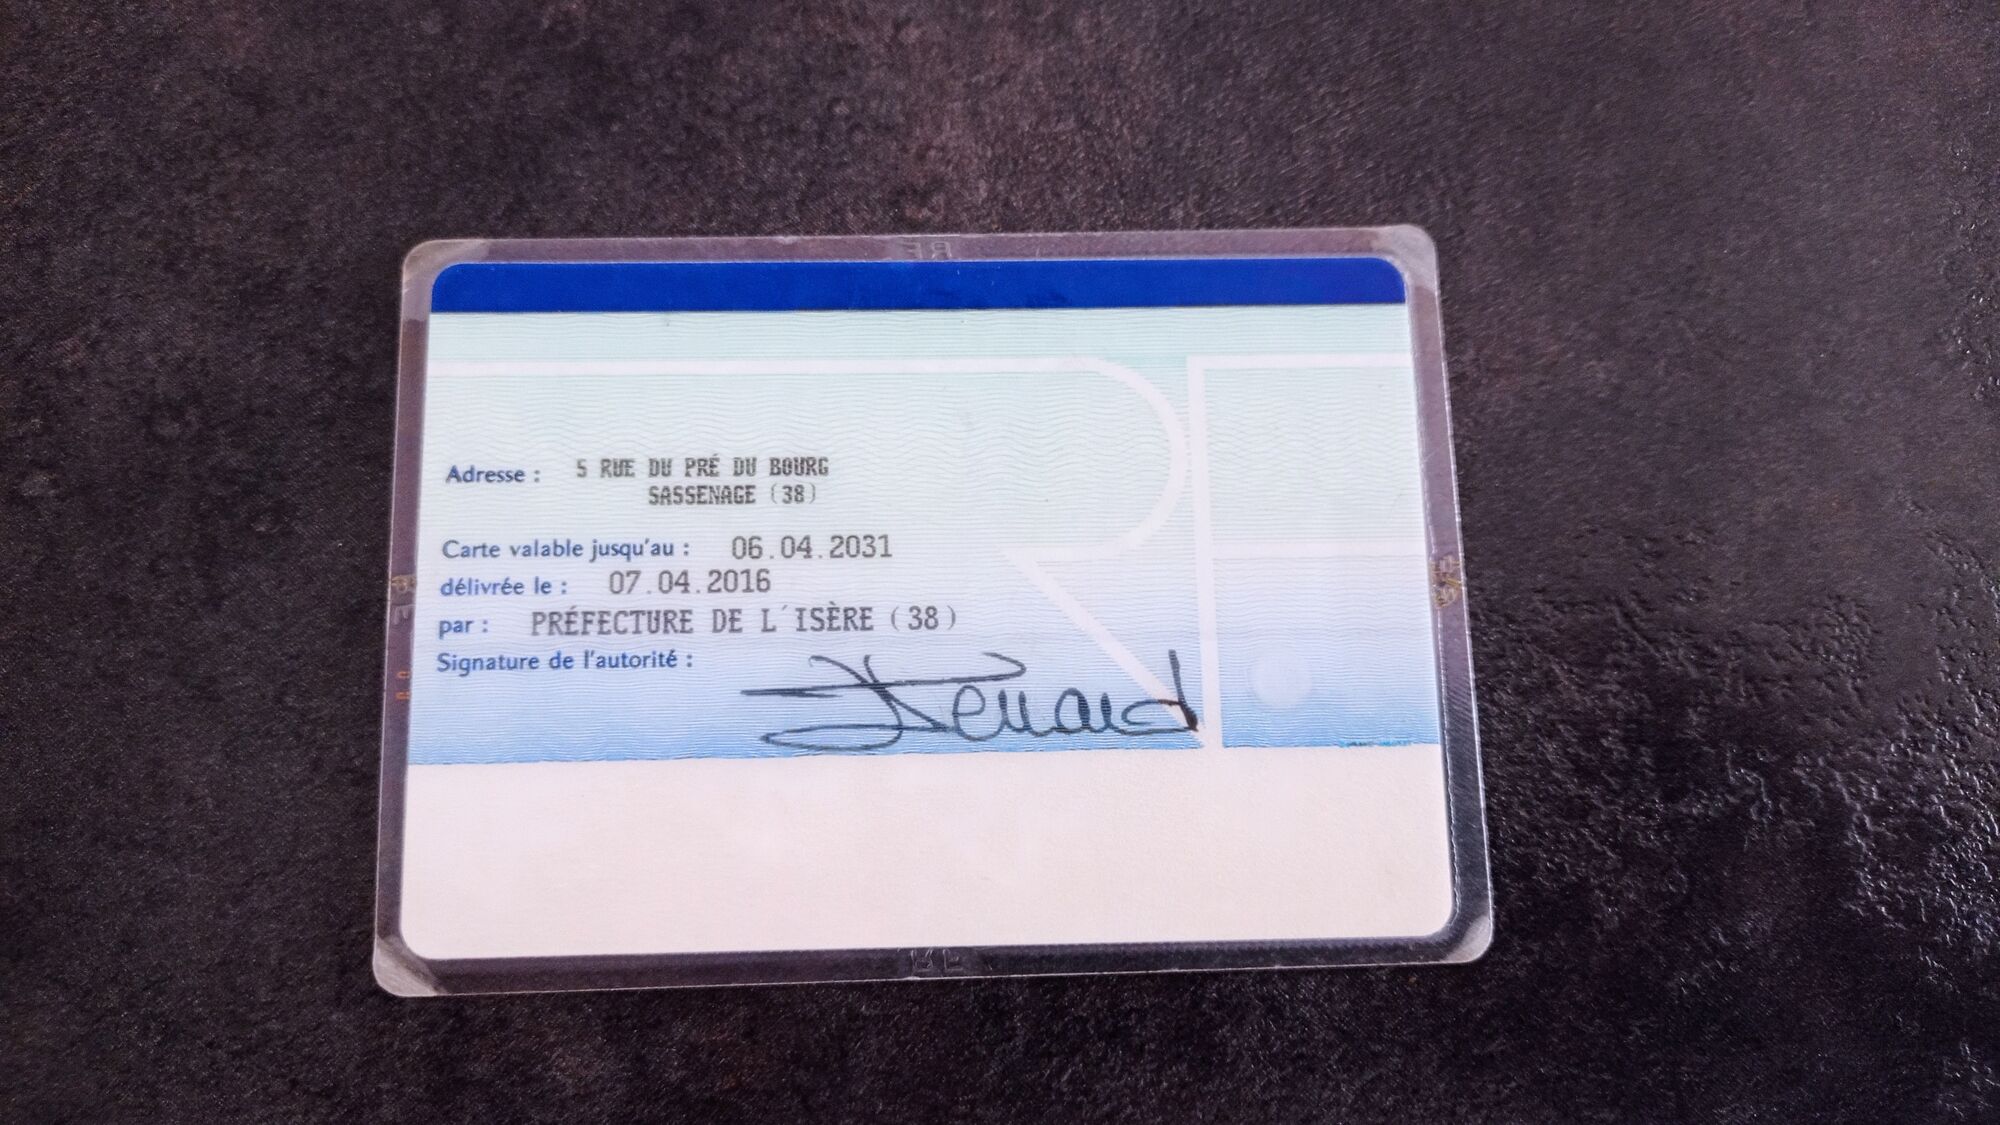 Adresse : 5 RUE DU PRÉ DU BOURG
SASSENAGE (38)
Carte valable jusqu'au : 06.04.2031
délivrée le : 07.04.2016
par : PRÉFECTURE DE L'ISÈRE (38)
Signature de l'autorité :